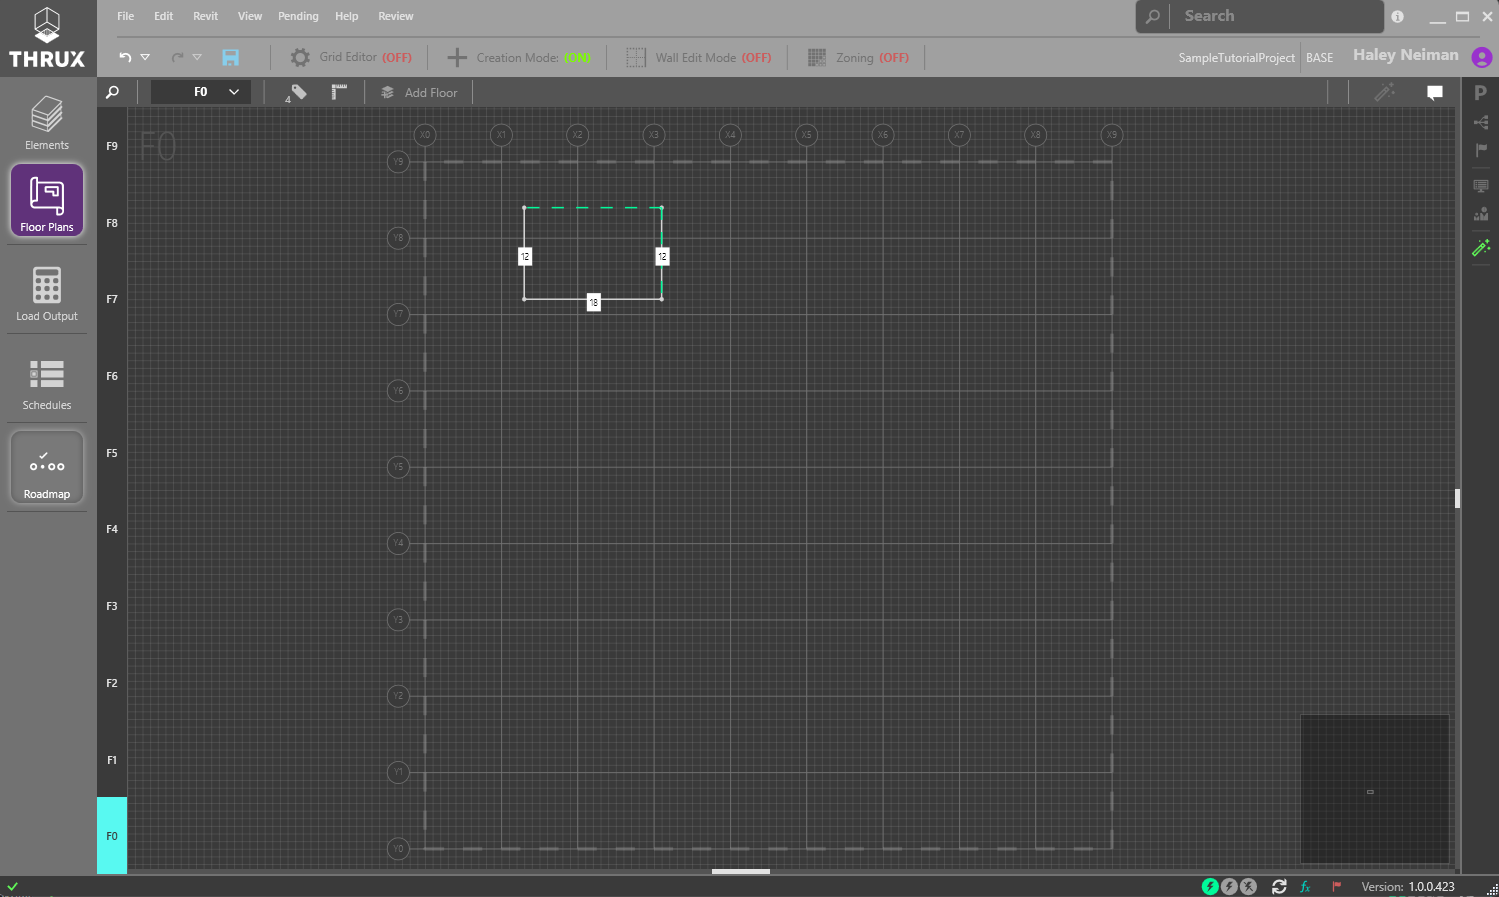 THRUX
File Edit Revit View Pending Help Review
Search
Grid Editor (OFF) Creation Mode: (ON) Wall Edit Mode (OFF) Zoning (OFF)
SampleTutorialProject BASE Haley Neiman
F0 4 Add Floor
P
Elements
Floor Plans
Load Output
Schedules
Roadmap
F9
F8
F7
F6
F5
F4
F3
F2
F1
F0
F0
X0 X1 X2 X3 X4 X5 X6 X7 X8 X9
Y9
Y8
Y7
Y6
Y5
Y4
Y3
Y2
Y1
Y0
12 12
18
fx Version: 1.0.0.423